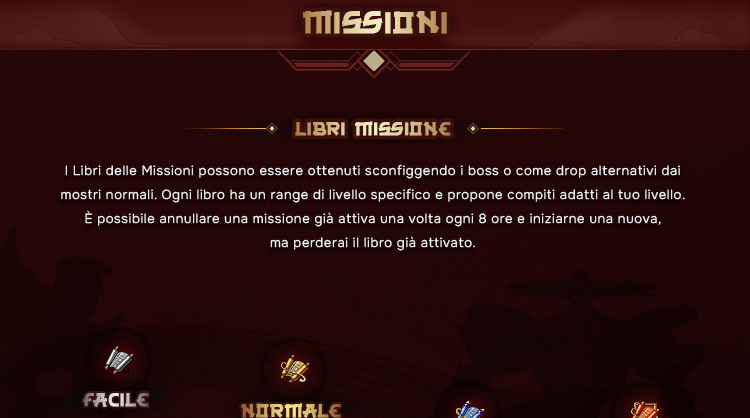 MISSIONI
LIBRI MISSIONE
I Libri delle Missioni possono essere ottenuti sconfiggendo i boss o come drop alternativi dai
mostri normali. Ogni libro ha un range di livello specifico e propone compiti adatti al tuo livello.
È possibile annullare una missione già attiva una volta ogni 8 ore e iniziarne una nuova,
ma perderai il libro già attivato.
FACILE
NORMALE